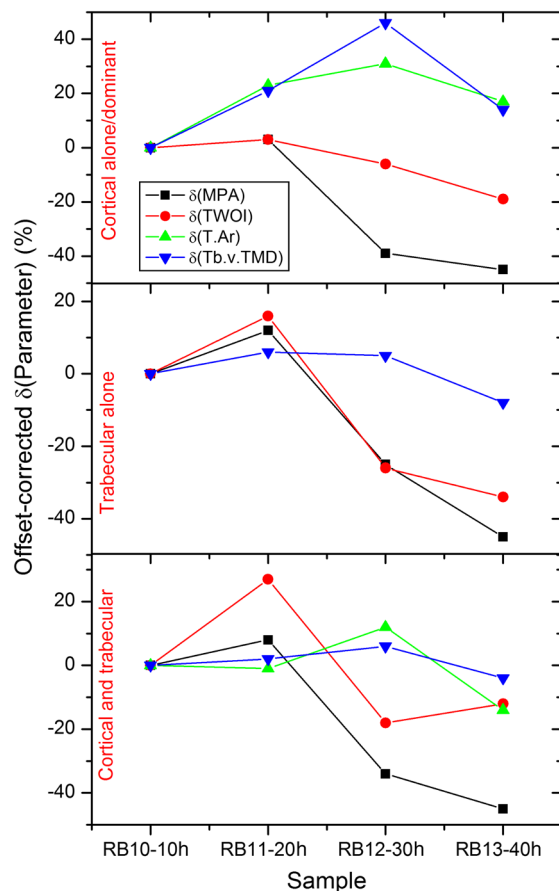 Offset-corrected δ(Parameter) (%)
Cortical alone/dominant
40
20
0
-20
-40
δ(MPA)
δ(TWOI)
δ(T.Ar)
δ(Tb.v.TMD)
Trabecular alone
20
0
-20
-40
Cortical and trabecular
20
0
-20
-40
RB10-10h RB11-20h RB12-30h RB13-40h
Sample